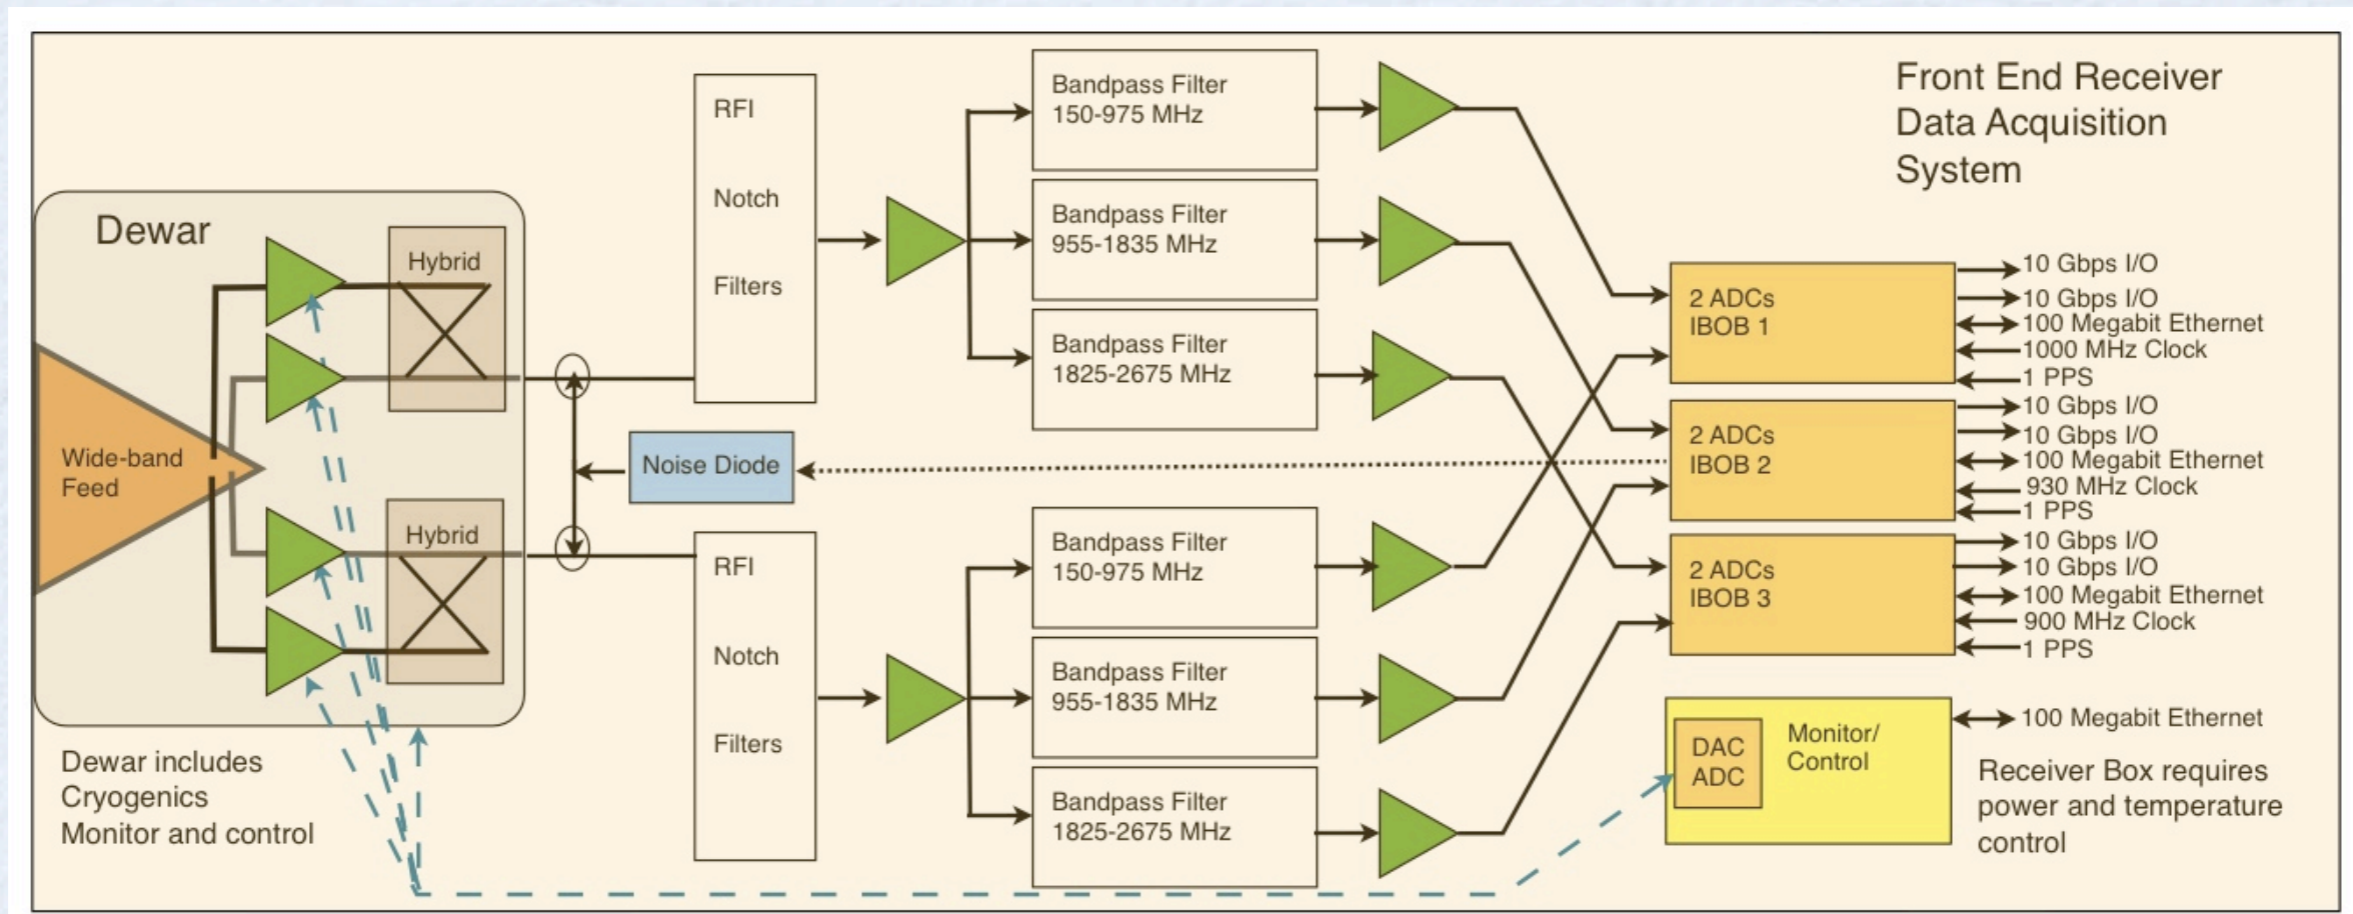 Front End Receiver
Data Acquisition
System
Dewar
Hybrid
Wide-band
Feed
Hybrid
Dewar includes
Cryogenics
Monitor and control
RFI
Notch
Filters
Noise Diode
RFI
Notch
Filters
Bandpass Filter
150-975 MHz
Bandpass Filter
955-1835 MHz
Bandpass Filter
1825-2675 MHz
Bandpass Filter
150-975 MHz
Bandpass Filter
955-1835 MHz
Bandpass Filter
1825-2675 MHz
2 ADCs
IBOB 1
10 Gbps I/O
10 Gbps I/O
100 Megabit Ethernet
1000 MHz Clock
1 PPS
2 ADCs
IBOB 2
10 Gbps I/O
10 Gbps I/O
100 Megabit Ethernet
930 MHz Clock
1 PPS
2 ADCs
IBOB 3
10 Gbps I/O
10 Gbps I/O
100 Megabit Ethernet
900 MHz Clock
1 PPS
DAC
ADC
Monitor/
Control
100 Megabit Ethernet
Receiver Box requires
power and temperature
control